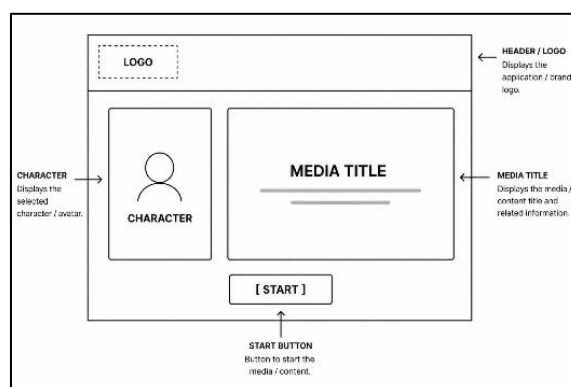 LOGO
HEADER / LOGO
Displays the
application / brand
logo.
CHARACTER
Displays the
selected
character / avatar.
CHARACTER
MEDIA TITLE
MEDIA TITLE
Displays the media /
content title and
related information.
[ START ]
START BUTTON
Button to start the
media / content.